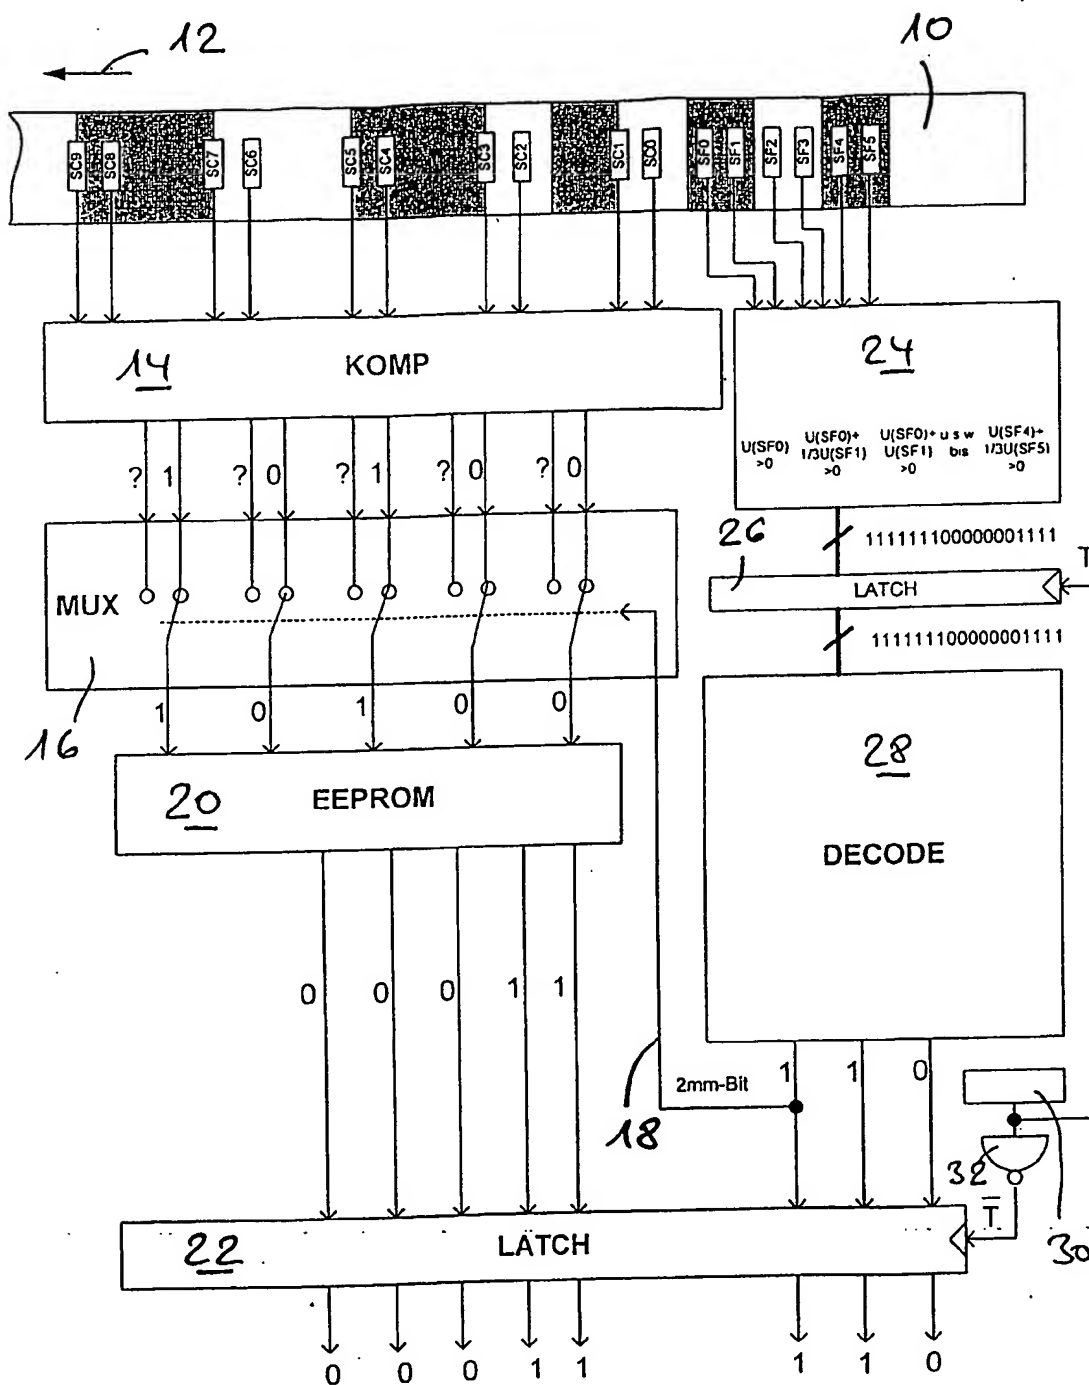 12
10
SC9 SC8 SC7 SC6 SC5 SC4 SC3 SC2 SC1 SC0 SF0 SF1 SF2 SF3 SF4 SF5
14 KOMP
24
U(SF0) U(SF0)+ U(SF0)+ u s w U(SF4)+
>0 1/3U(SF1) U(SF1) bis 1/3U(SF5)
>0 >0 >0
? 1 ? 0 ? 1 ? 0 ? 0
26
1111111100000001111
T
LATCH
MUX
1111111100000001111
16
1 0 1 0 0
20 EEPROM
28
DECODE
0 0 0 1 1
18
2mm-Bit
1 1 0
32
T̅
30
22 LATCH
0 0 0 1 1 1 1 0